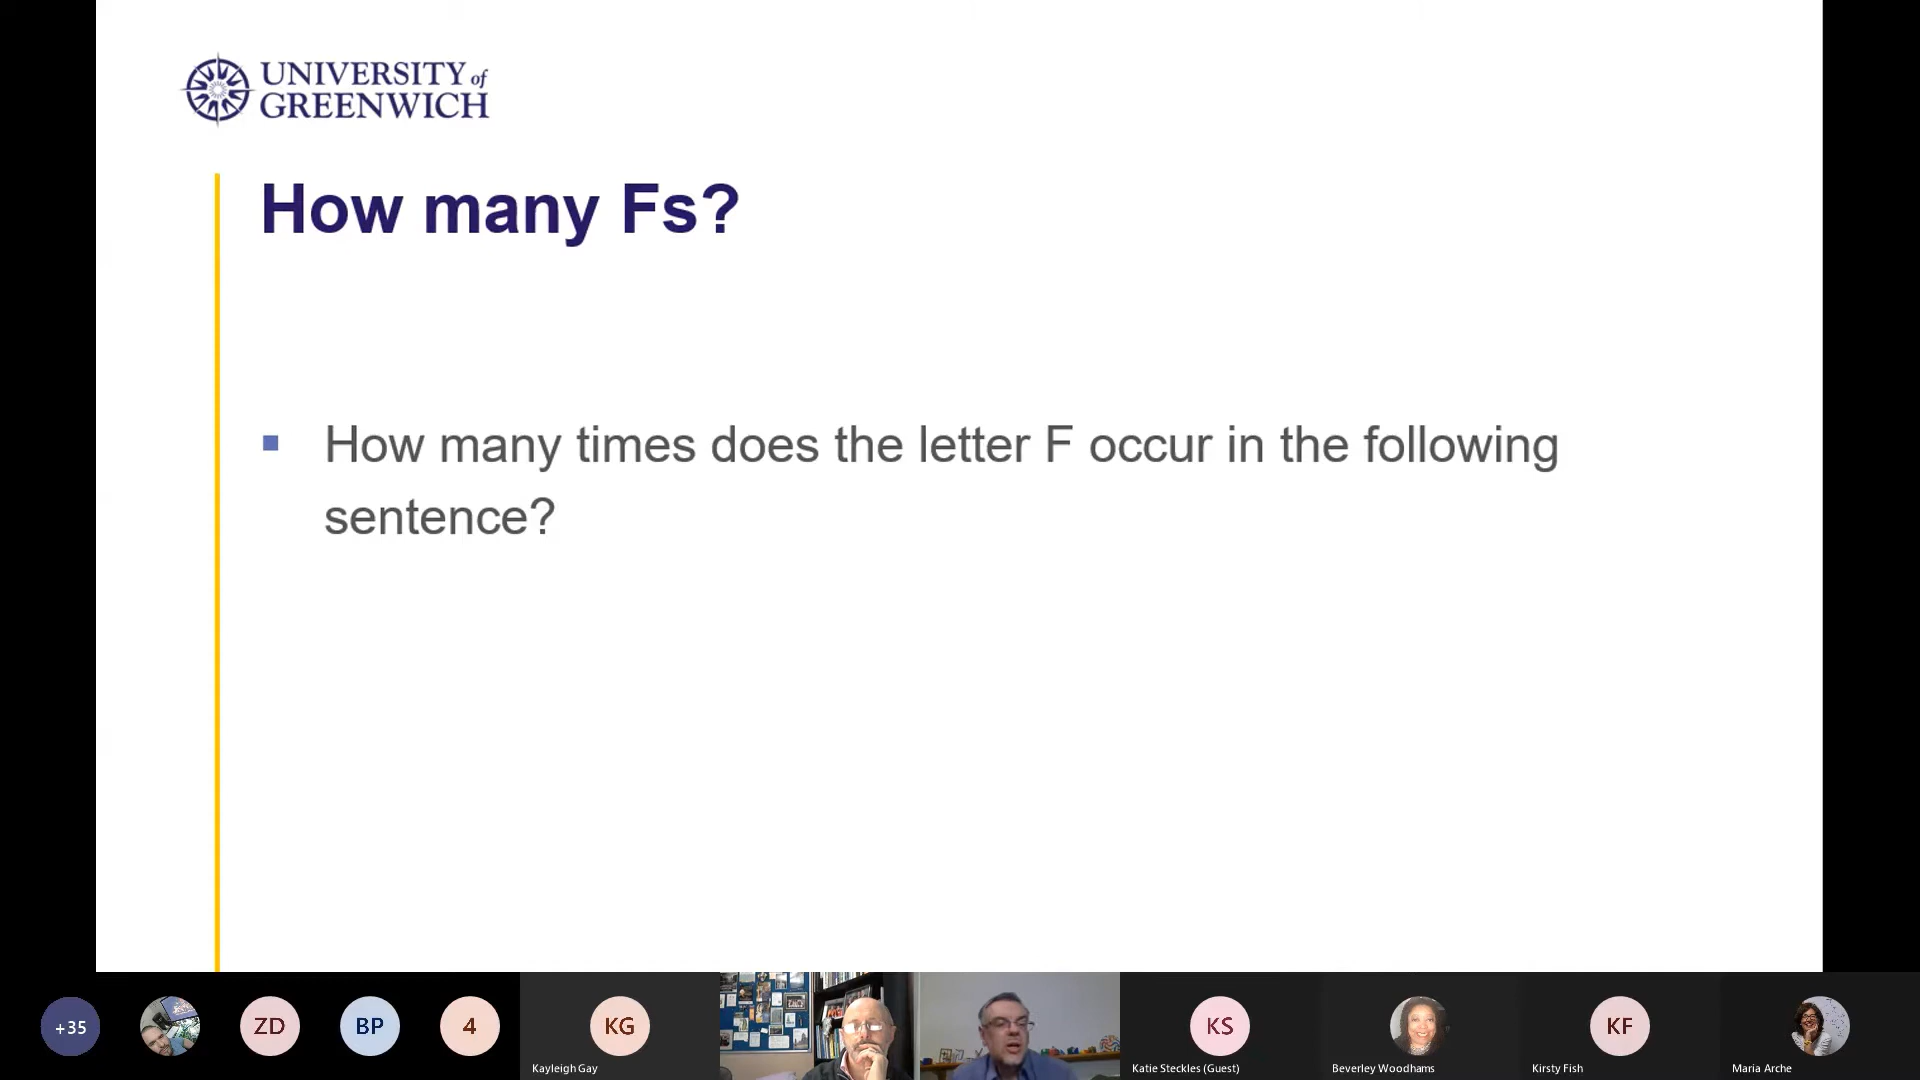 UNIVERSITY of
GREENWICH
How many Fs?
How many times does the letter F occur in the following
sentence?
+35
ZD
BP
4
KG
KS
KF
Kayleigh Gay
Katie Steckles (Guest)
Beverley Woodhams
Kirsty Fish
Maria Arche